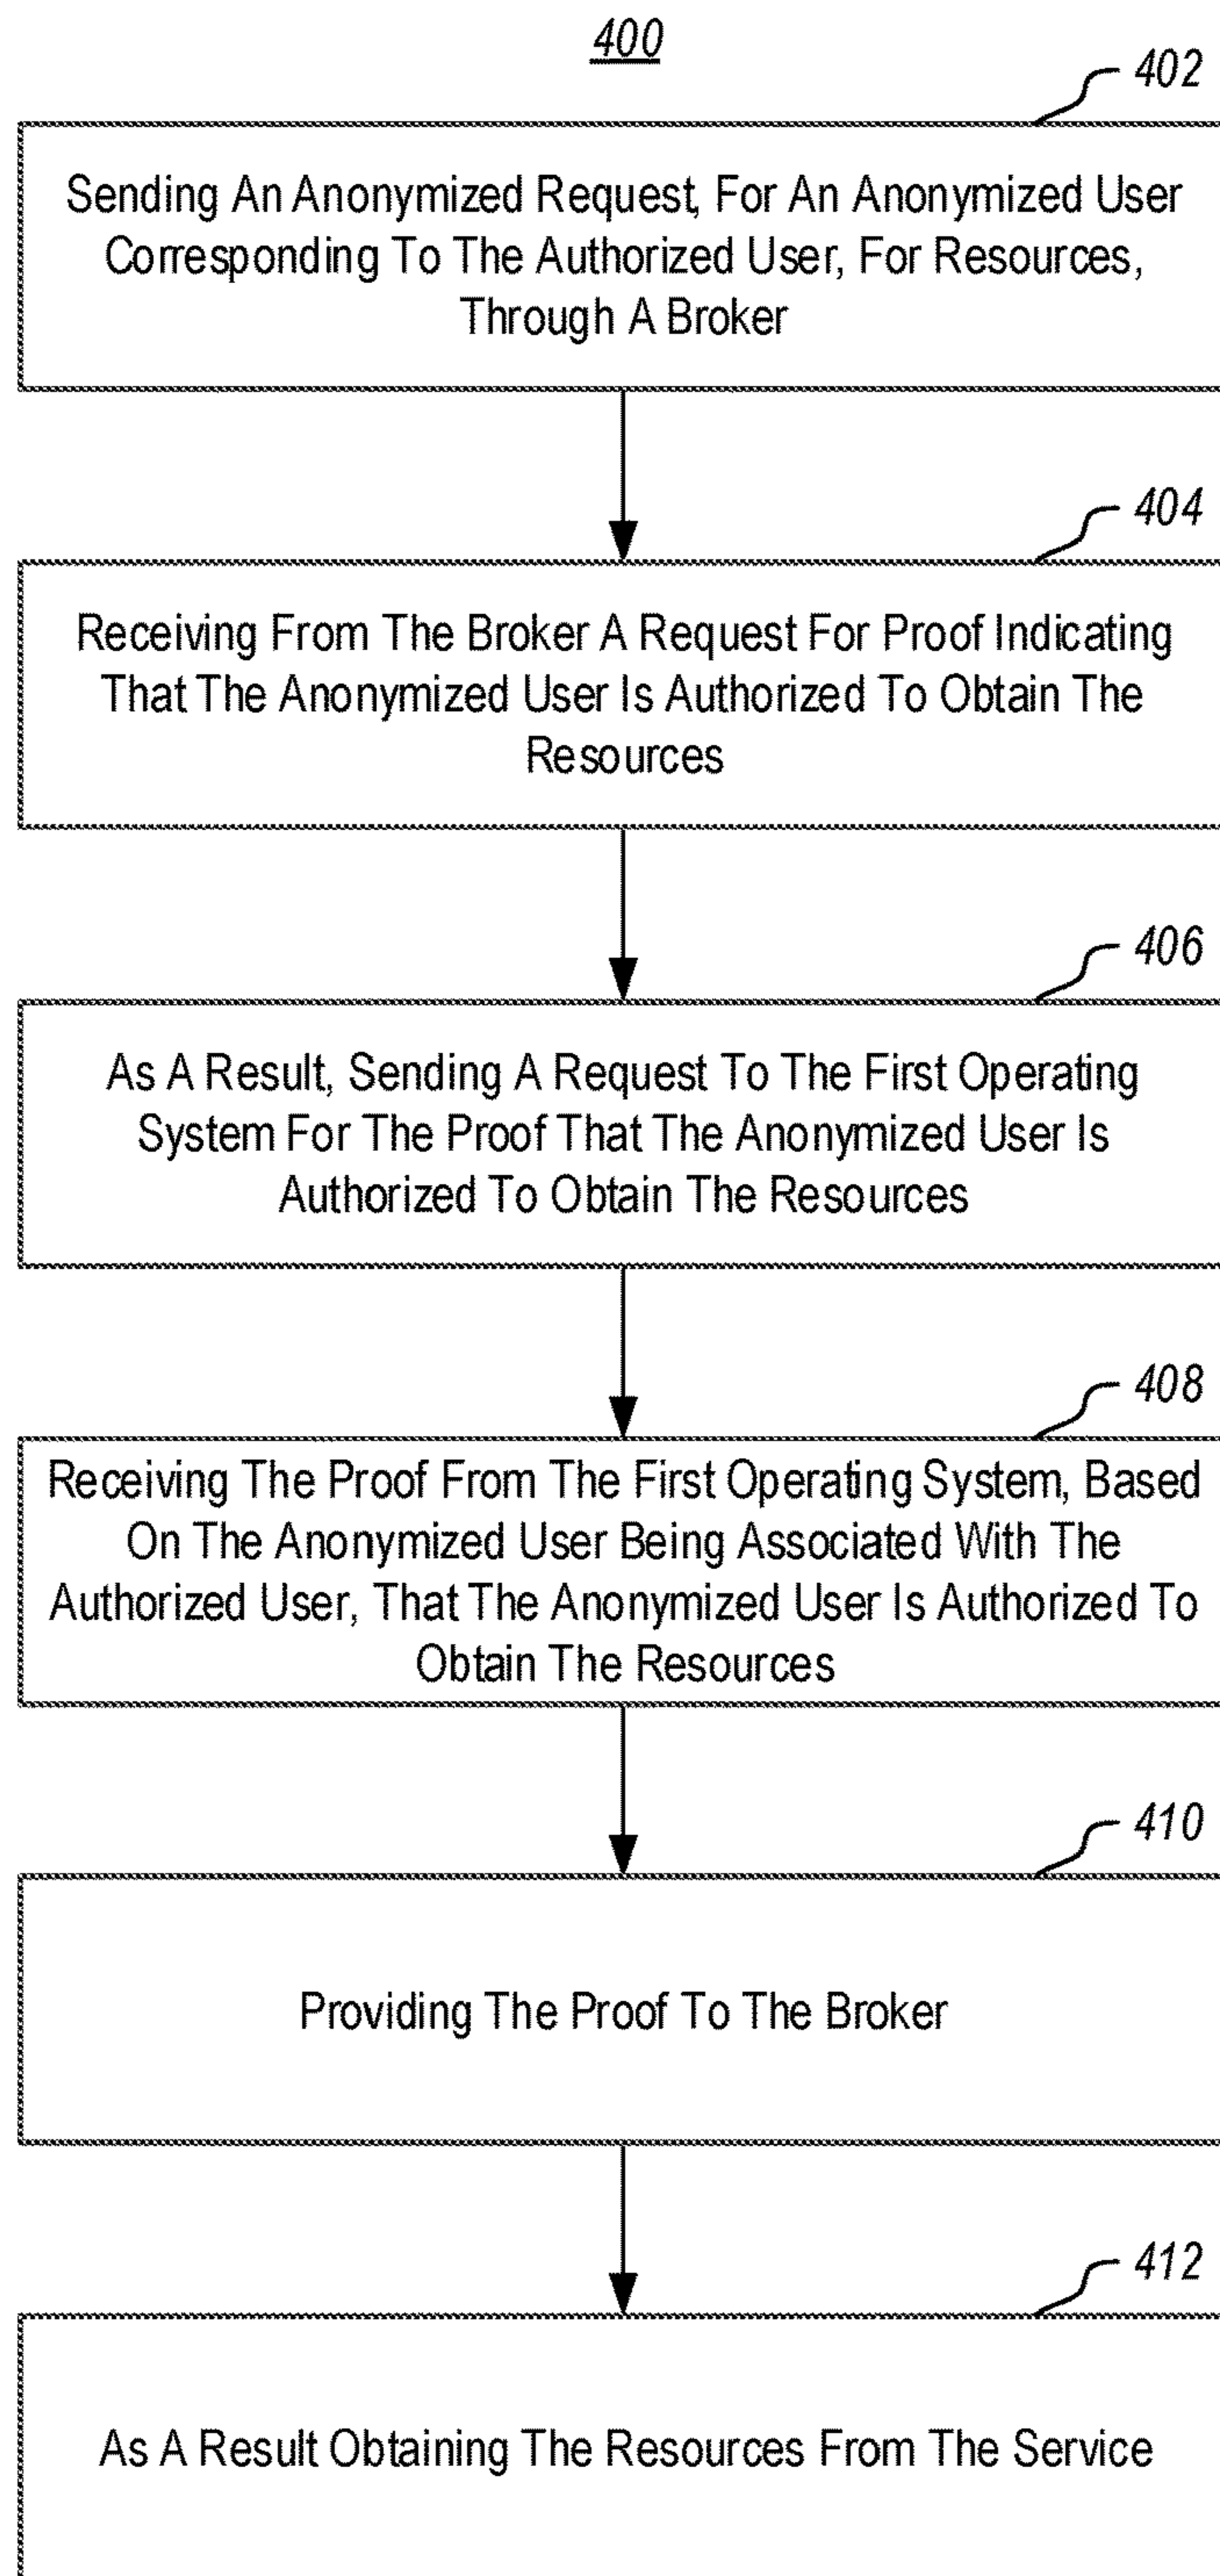 400
402
Sending An Anonymized Request, For An Anonymized User
Corresponding To The Authorized User, For Resources,
Through A Broker
404
Receiving From The Broker A Request For Proof Indicating
That The Anonymized User Is Authorized To Obtain The
Resources
406
As A Result, Sending A Request To The First Operating
System For The Proof That The Anonymized User Is
Authorized To Obtain The Resources
408
Receiving The Proof From The First Operating System, Based
On The Anonymized User Being Associated With The
Authorized User, That The Anonymized User Is Authorized To
Obtain The Resources
410
Providing The Proof To The Broker
412
As A Result Obtaining The Resources From The Service